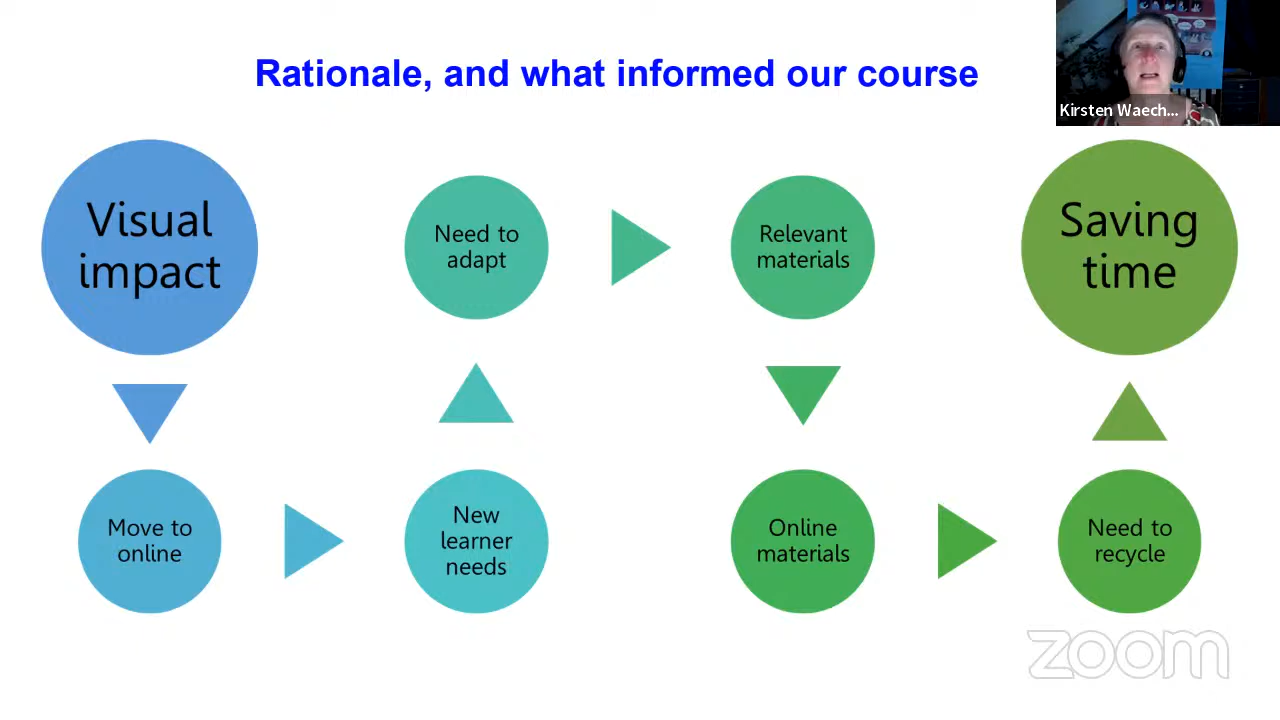 Rationale, and what informed our course
Kirsten Waech...
Visual
impact
Move to
online
New
learner
needs
Need to
adapt
Relevant
materials
Online
materials
Need to
recycle
Saving
time
zoom